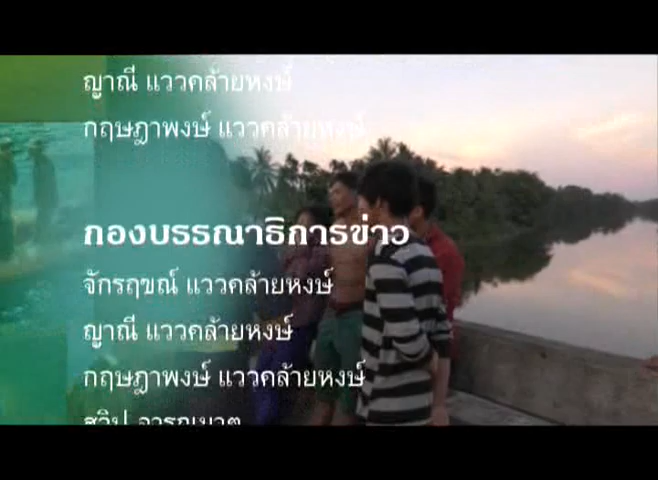 ญาณี แววคล้ายหงษ์
กฤษฎาพงษ์ แววคล้ายหงษ์
กองบรรณาธิการข่าว
จักรฤขณ์ แววคล้ายหงษ์
ญาณี แววคล้ายหงษ์
กฤษฎาพงษ์ แววคล้ายหงษ์